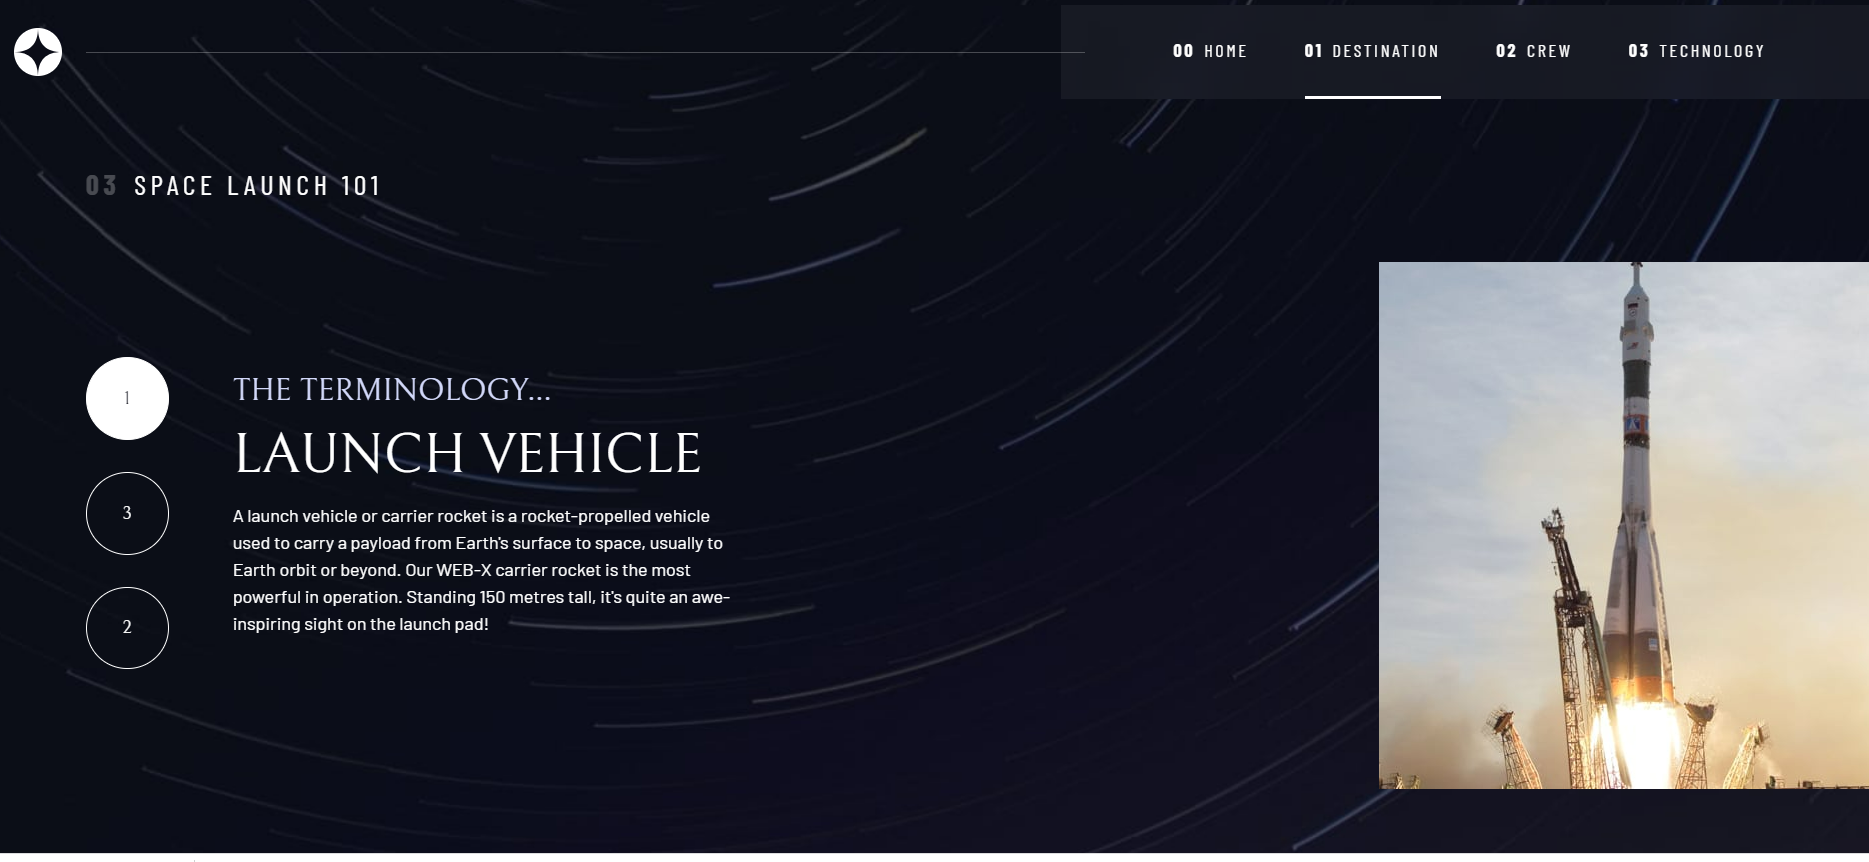 00 HOME 01 DESTINATION 02 CREW 03 TECHNOLOGY
03 SPACE LAUNCH 101
1
3
2
THE TERMINOLOGY...
LAUNCH VEHICLE
A launch vehicle or carrier rocket is a rocket-propelled vehicle
used to carry a payload from Earth's surface to space, usually to
Earth orbit or beyond. Our WEB-X carrier rocket is the most
powerful in operation. Standing 150 metres tall, it's quite an awe-
inspiring sight on the launch pad!